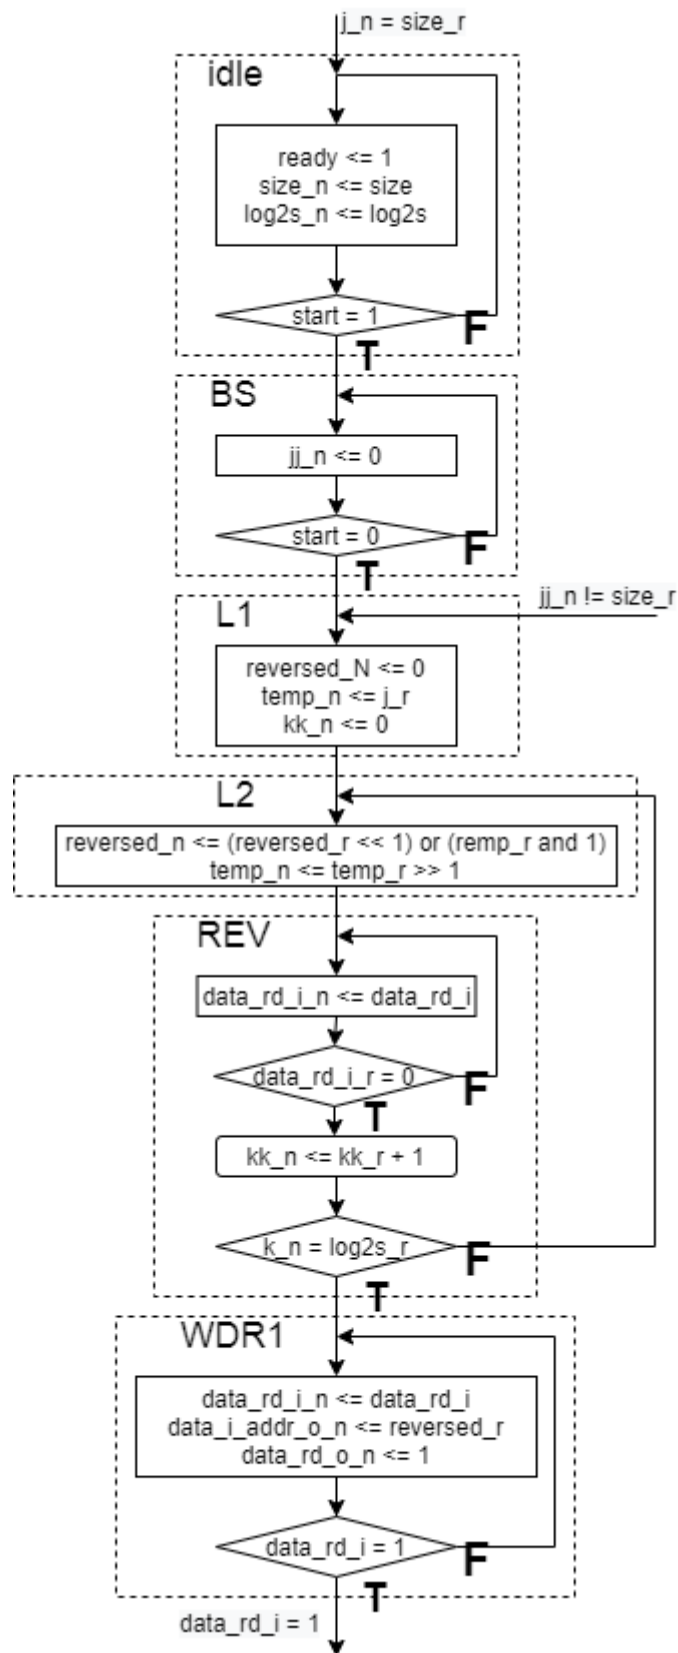 j_n = size_r
idle
ready <= 1
size_n <= size
log2s_n <= log2s
start = 1
F
T
BS
jj_n <= 0
start = 0
F
T
jj_n != size_r
L1
reversed_N <= 0
temp_n <= j_r
kk_n <= 0
L2
reversed_n <= (reversed_r << 1) or (remp_r and 1)
temp_n <= temp_r >> 1
REV
data_rd_i_n <= data_rd_i
data_rd_i_r = 0
F
T
kk_n <= kk_r + 1
k_n = log2s_r
F
T
WDR1
data_rd_i_n <= data_rd_i
data_i_addr_o_n <= reversed_r
data_rd_o_n <= 1
data_rd_i = 1
F
T
data_rd_i = 1